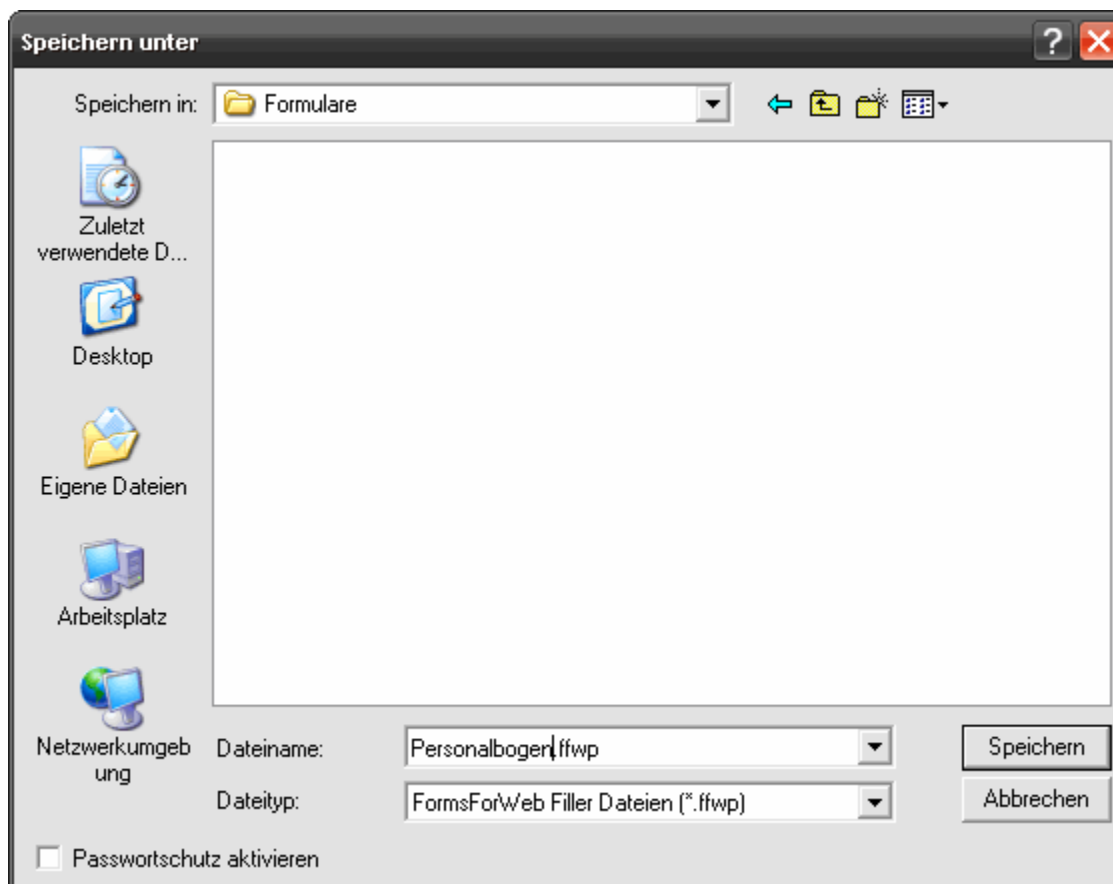 Speichern unter
Speichern in:
Formulare
Zuletzt
verwendete D...
Desktop
Eigene Dateien
Arbeitsplatz
Netzwerkumgeb
ung
Dateiname:
Personalbogen.ffwp
Speichern
Dateityp:
FormsForWeb Filler Dateien (*.ffwp)
Abbrechen
Passwortschutz aktivieren